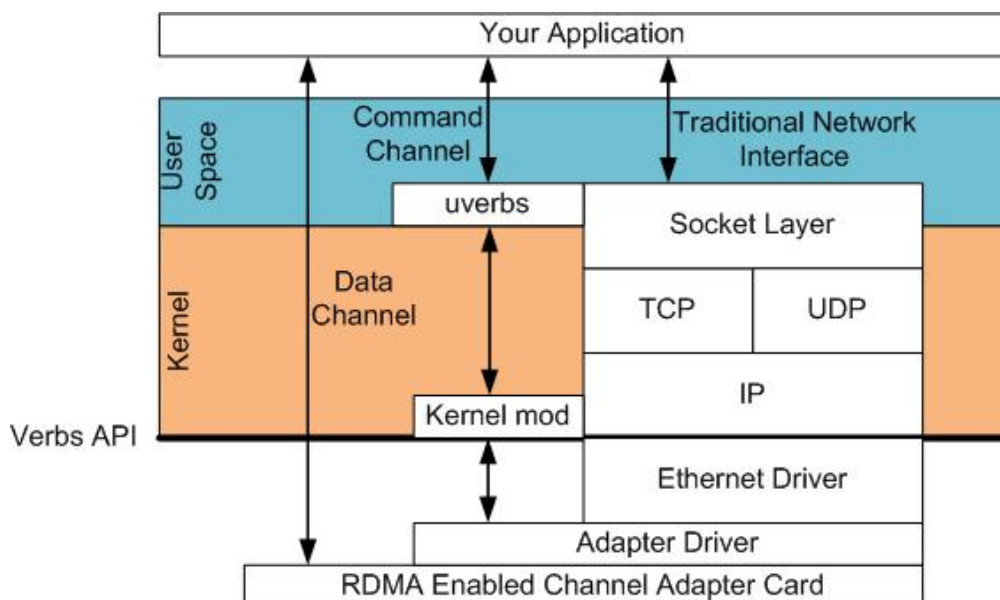 Your Application
User
Space
Command
Channel
Traditional Network
Interface
uverbs
Socket Layer
Kernel
Data
Channel
TCP
UDP
IP
Kernel mod
Verbs API
Ethernet Driver
Adapter Driver
RDMA Enabled Channel Adapter Card